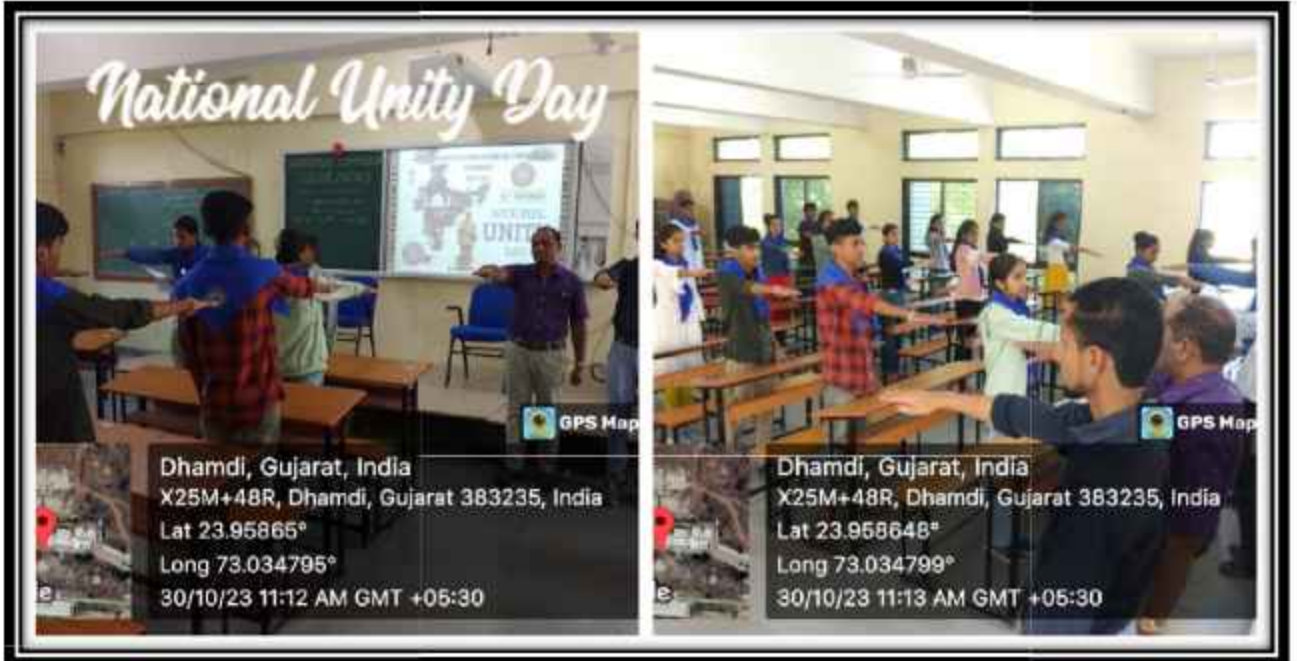 National Unity Day
UNIT
GPS Map
Dhamdi, Gujarat, India
X25M+48R, Dhamdi, Gujarat 383235, India
Lat 23.95865°
Long 73.034795°
30/10/23 11:12 AM GMT +05:30
GPS Map
Dhamdi, Gujarat, India
X25M+48R, Dhamdi, Gujarat 383235, India
Lat 23.958648°
Long 73.034799°
30/10/23 11:13 AM GMT +05:30